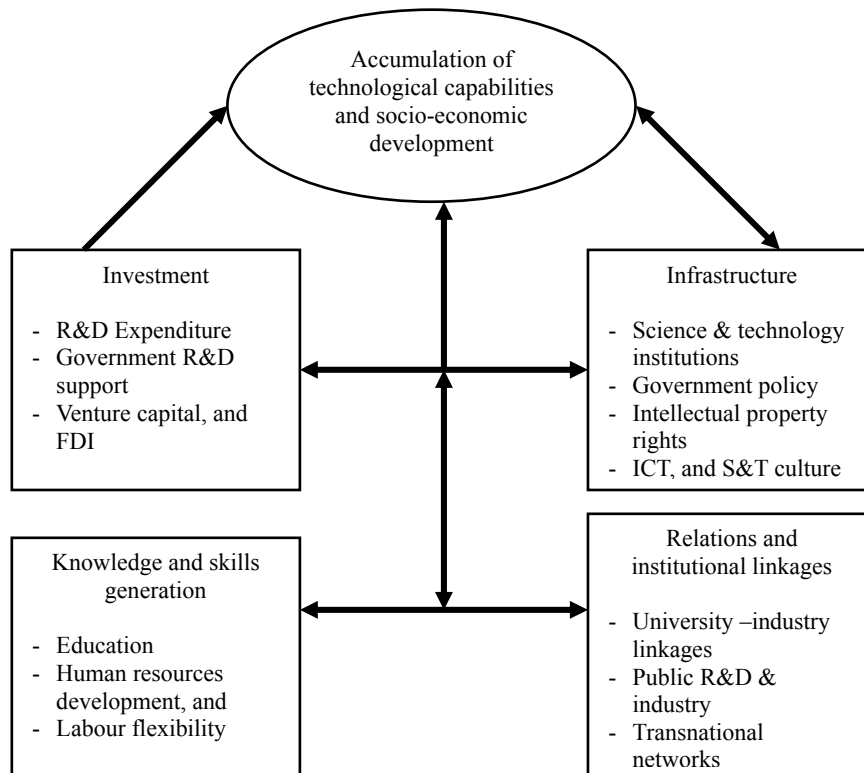 Accumulation of
technological capabilities
and socio-economic
development
Investment
- R&D Expenditure
- Government R&D
support
- Venture capital, and
FDI
Infrastructure
- Science & technology
institutions
- Government policy
- Intellectual property
rights
- ICT, and S&T culture
Knowledge and skills
generation
- Education
- Human resources
development, and
- Labour flexibility
Relations and
institutional linkages
- University –industry
linkages
- Public R&D &
industry
- Transnational
networks